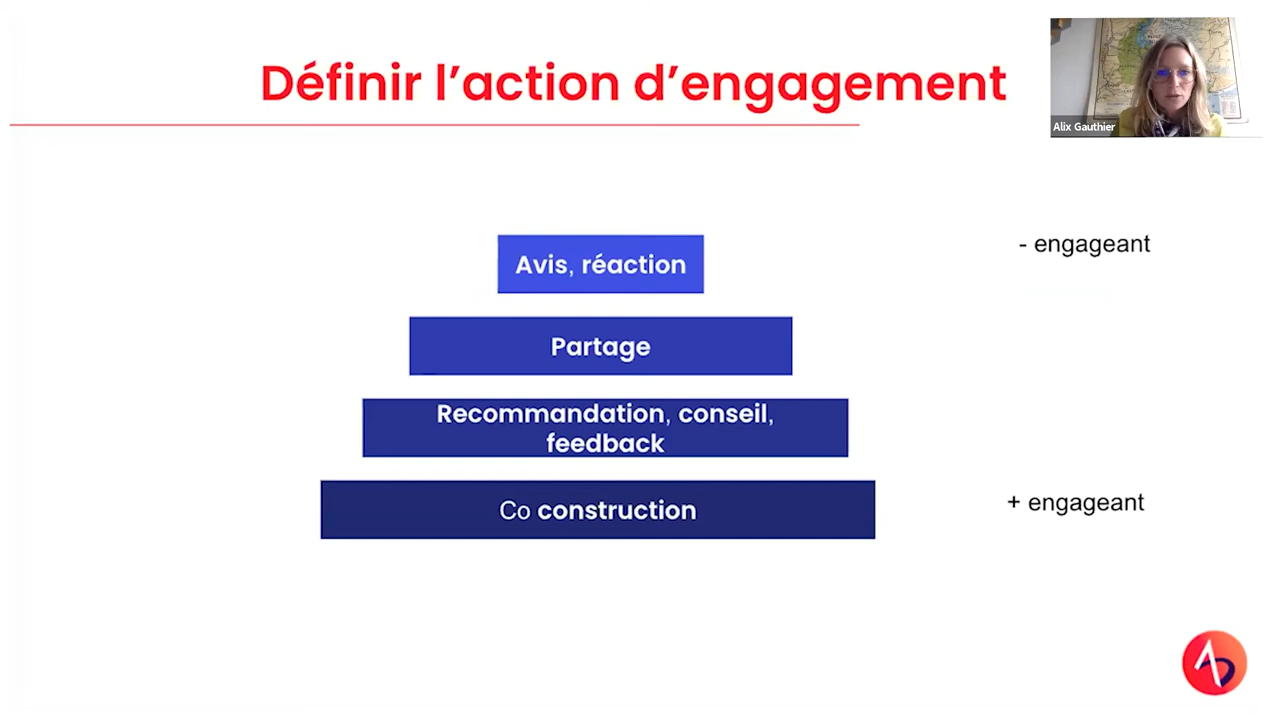 Définir l’action d’engagement
Alix Gauthier
- engageant
Avis, réaction
Partage
Recommandation, conseil,
feedback
Co construction
+ engageant